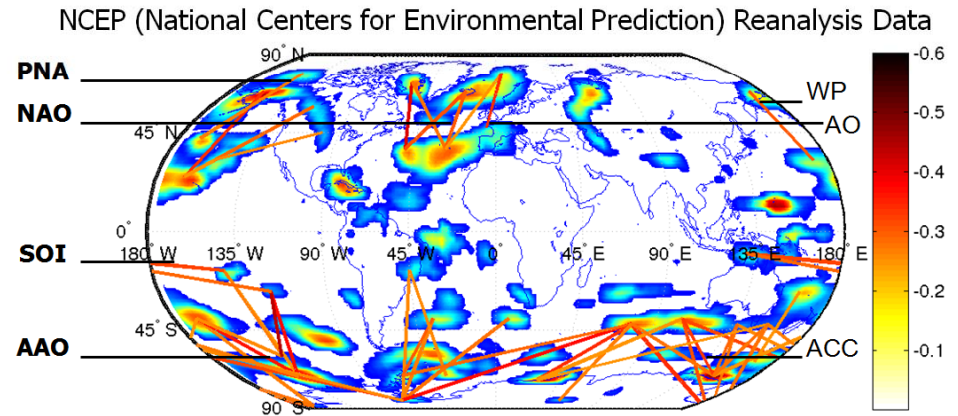 NCEP (National Centers for Environmental Prediction) Reanalysis Data
90° N
-0.6
PNA
-0.5
WP
NAO
AO
45° N
-0.4
0°
-0.3
180° W 135° W 90° W 45° W 0 45° E 90° E 135° E 180° E
SOI
-0.2
45° S
AAO
ACC
-0.1
90° S